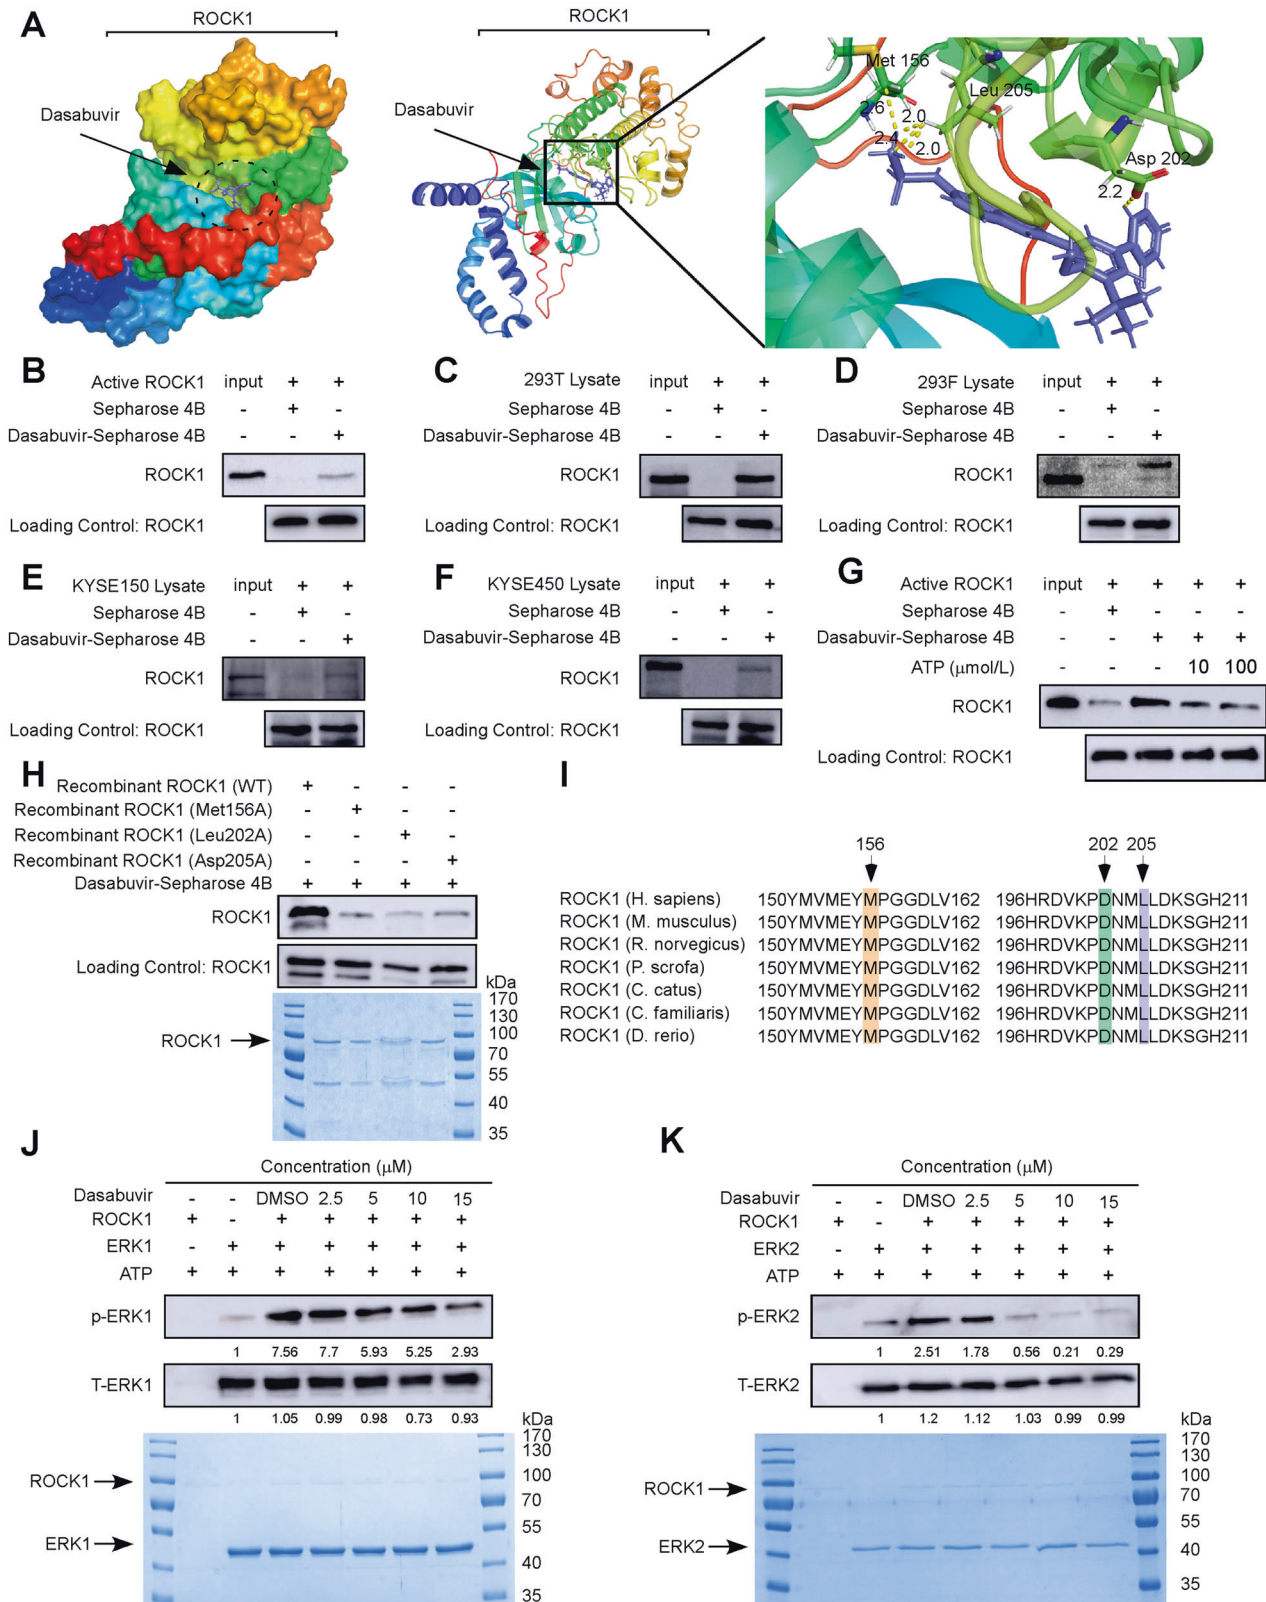 A
ROCK1
Dasabuvir
ROCK1
Dasabuvir
Met 156
Leu 205
Asp 202
2.6
2.0
2.4
2.0
2.2
B
Active ROCK1 input + +
Sepharose 4B - + -
Dasabuvir-Sepharose 4B - - +
ROCK1
Loading Control: ROCK1
C
293T Lysate input + +
Sepharose 4B - + -
Dasabuvir-Sepharose 4B - - +
ROCK1
Loading Control: ROCK1
D
293F Lysate input + +
Sepharose 4B - + -
Dasabuvir-Sepharose 4B - - +
ROCK1
Loading Control: ROCK1
E
KYSE150 Lysate input + +
Sepharose 4B - + -
Dasabuvir-Sepharose 4B - - +
ROCK1
Loading Control: ROCK1
F
KYSE450 Lysate input + +
Sepharose 4B - + -
Dasabuvir-Sepharose 4B - - +
ROCK1
Loading Control: ROCK1
G
Active ROCK1 input + + + +
Sepharose 4B - + - - -
Dasabuvir-Sepharose 4B - - + + +
ATP (μmol/L) - - - 10 100
ROCK1
Loading Control: ROCK1
H
Recombinant ROCK1 (WT) + - - -
Recombinant ROCK1 (Met156A) - + - -
Recombinant ROCK1 (Leu202A) - - + -
Recombinant ROCK1 (Asp205A) - - - +
Dasabuvir-Sepharose 4B + + + +
ROCK1
Loading Control: ROCK1
kDa
170
130
100
70
55
40
35
ROCK1
I
156 202 205
ROCK1 (H. sapiens) 150YMVMEYMPGGDLV162 196HRDVKPDNMLLDKSGH211
ROCK1 (M. musculus) 150YMVMEYMPGGDLV162 196HRDVKPDNMLLDKSGH211
ROCK1 (R. norvegicus) 150YMVMEYMPGGDLV162 196HRDVKPDNMLLDKSGH211
ROCK1 (P. scrofa) 150YMVMEYMPGGDLV162 196HRDVKPDNMLLDKSGH211
ROCK1 (C. catus) 150YMVMEYMPGGDLV162 196HRDVKPDNMLLDKSGH211
ROCK1 (C. familiaris) 150YMVMEYMPGGDLV162 196HRDVKPDNMLLDKSGH211
ROCK1 (D. rerio) 150YMVMEYMPGGDLV162 196HRDVKPDNMLLDKSGH211
J
Concentration (μM)
Dasabuvir - - DMSO 2.5 5 10 15
ROCK1 + - + + + + +
ERK1 - + + + + + +
ATP + + + + + + +
p-ERK1
1 7.56 7.7 5.93 5.25 2.93
T-ERK1
1 1.05 0.99 0.98 0.73 0.93
kDa
170
130
100
70
55
40
35
ROCK1
ERK1
K
Concentration (μM)
Dasabuvir - - DMSO 2.5 5 10 15
ROCK1 + - + + + + +
ERK2 - + + + + + +
ATP + + + + + + +
p-ERK2
1 2.51 1.78 0.56 0.21 0.29
T-ERK2
1 1.2 1.12 1.03 0.99 0.99
kDa
170
130
100
70
55
40
35
ROCK1
ERK2